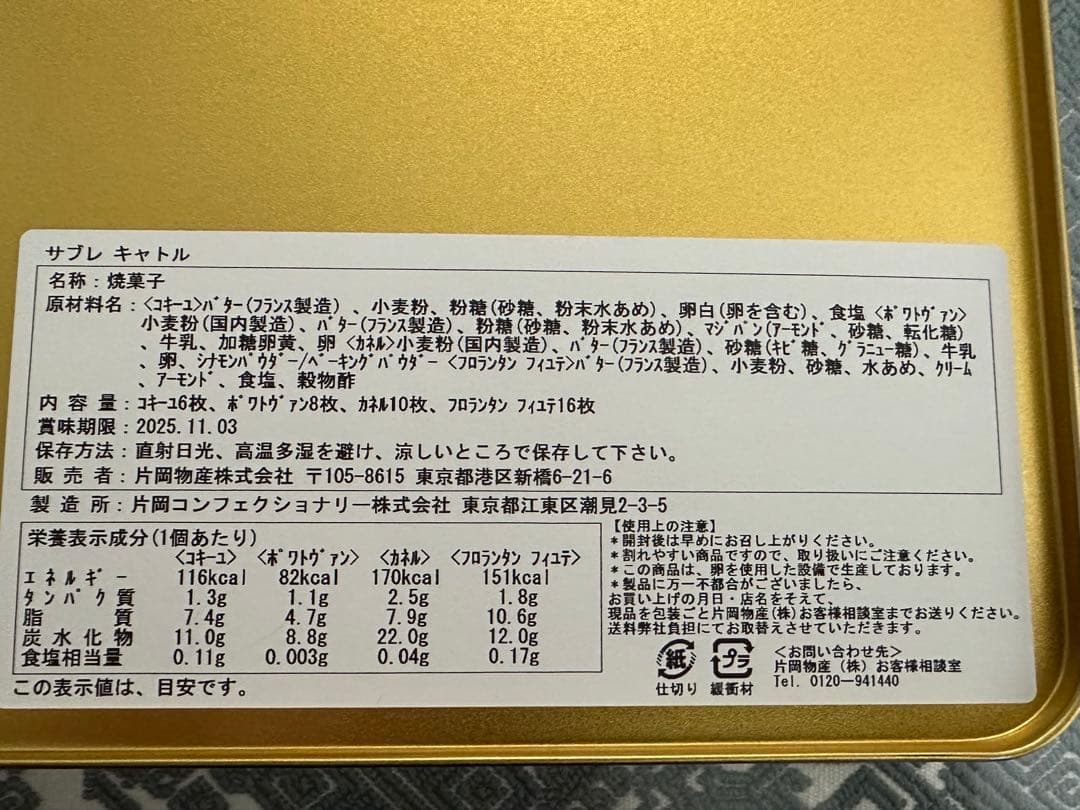 サブレ キャトル
名称：焼菓子
原材料名：〈ｺｷｰﾕ〉ﾊﾞﾀｰ(ﾌﾗﾝｽ製造)、小麦粉、粉糖(砂糖、粉末水あめ)、卵白(卵を含む)、食塩〈ﾎﾟﾜﾄヴｧﾝ〉
小麦粉(国内製造)、ﾊﾞﾀｰ(ﾌﾗﾝｽ製造)、粉糖(砂糖、粉末水あめ)、ﾏｼﾞﾊﾟﾝ(ｱｰﾓﾝﾄﾞ、砂糖、転化糖)
、牛乳、加糖卵黄、卵〈ｶﾈﾙ〉小麦粉(国内製造)、ﾊﾞﾀｰ(ﾌﾗﾝｽ製造)、砂糖(ｷﾋﾞ糖、ｸﾞﾗﾆｭｰ糖)、牛乳
、卵、ｼﾅﾓﾝﾊﾟｳﾀﾞｰ/ﾍﾞｰｷﾝｸﾞﾊﾟｳﾀﾞｰ〈ﾌﾛﾗﾝﾀﾝ ﾌｨﾕﾃ〉ﾊﾞﾀｰ(ﾌﾗﾝｽ製造)、小麦粉、砂糖、水あめ、ｸﾘｰﾑ
、ｱｰﾓﾝﾄﾞ、食塩、穀物酢
内 容 量：ｺｷｰﾕ6枚、ﾎﾟﾜﾄｳﾞｧﾝ8枚、ｶﾈﾙ10枚、ﾌﾛﾗﾝﾀﾝ ﾌｨﾕﾃ16枚
賞味期限：2025.11.03
保存方法：直射日光、高温多湿を避け、涼しいところで保存して下さい。
販 売 者：片岡物産株式会社 〒105-8615 東京都港区新橋6-21-6
製 造 所：片岡コンフェクショナリー株式会社 東京都江東区潮見2-3-5
栄養表示成分(1個あたり)
〈ｺｷｰﾕ〉 〈ﾎﾟﾜﾄｳﾞｧﾝ〉 〈ｶﾈﾙ〉 〈ﾌﾛﾗﾝﾀﾝ ﾌｨﾕﾃ〉
エネルギー 116kcal 82kcal 170kcal 151kcal
タンパク質 1.3g 1.1g 2.5g 1.8g
脂 質 7.4g 4.7g 7.9g 10.6g
炭水化物 11.0g 8.8g 22.0g 12.0g
食塩相当量 0.11g 0.003g 0.04g 0.17g
この表示値は、目安です。
【使用上の注意】
＊開封後は早めにお召し上がりください。
＊割れやすい商品ですので、取り扱いにご注意ください。
＊この商品は、卵を使用した設備で生産しております。
＊製品に万一不都合がございましたら、
お買い上げの月日・店名をそえて、
現品を包装ごと片岡物産(株)お客様相談室までお送りください。
送料弊社負担にてお取替えさせていただきます。
紙 プラ
仕切り 緩衝材
＜お問い合わせ先＞
片岡物産（株）お客様相談室
Tel. 0120-941440